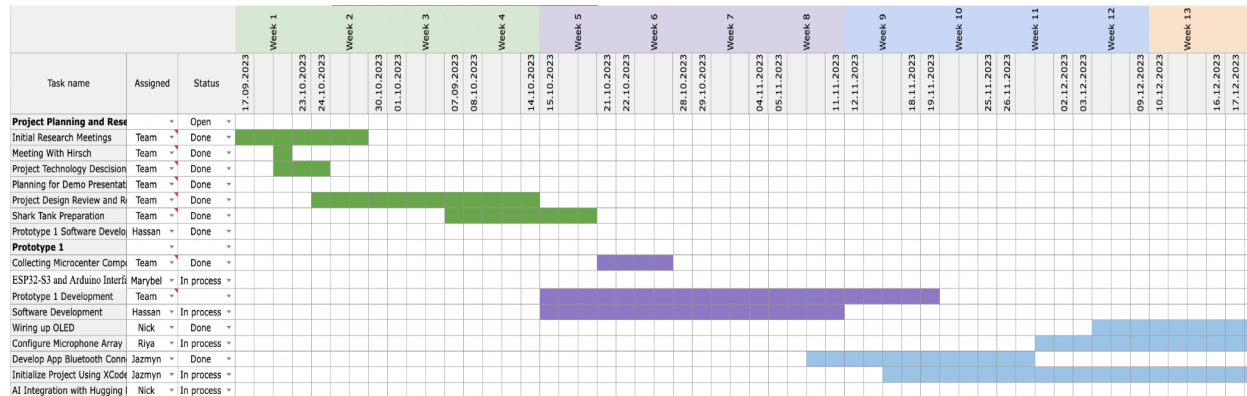 Week 1 Week 2 Week 3 Week 4 Week 5 Week 6 Week 7 Week 8 Week 9 Week 10 Week 11 Week 12 Week 13
Task name Assigned Status 17.09.2023 23.10.2023 24.10.2023 30.10.2023 01.10.2023 07.09.2023 08.10.2023 14.10.2023 15.10.2023 21.10.2023 22.10.2023 28.10.2023 29.10.2023 04.11.2023 05.11.2023 11.11.2023 12.11.2023 18.11.2023 19.11.2023 25.11.2023 26.11.2023 02.12.2023 03.12.2023 09.12.2023 10.12.2023 16.12.2023 17.12.2023
Project Planning and Rese Open
Initial Research Meetings Team Done
Meeting With Hirsch Team Done
Project Technology Descision Team Done
Planning for Demo Presentati Team Done
Project Design Review and Re Team Done
Shark Tank Preparation Team Done
Prototype 1 Software Develop Hassan Done
Prototype 1
Collecting Microcenter Compo Team Done
ESP32-S3 and Arduino Interfa Marybel In process
Prototype 1 Development Team
Software Development Hassan In process
Wiring up OLED Nick Done
Configure Microphone Array Riya In process
Develop App Bluetooth Conne Jazmyn Done
Initialize Project Using XCode Jazmyn In process
AI Integration with Hugging Nick In process